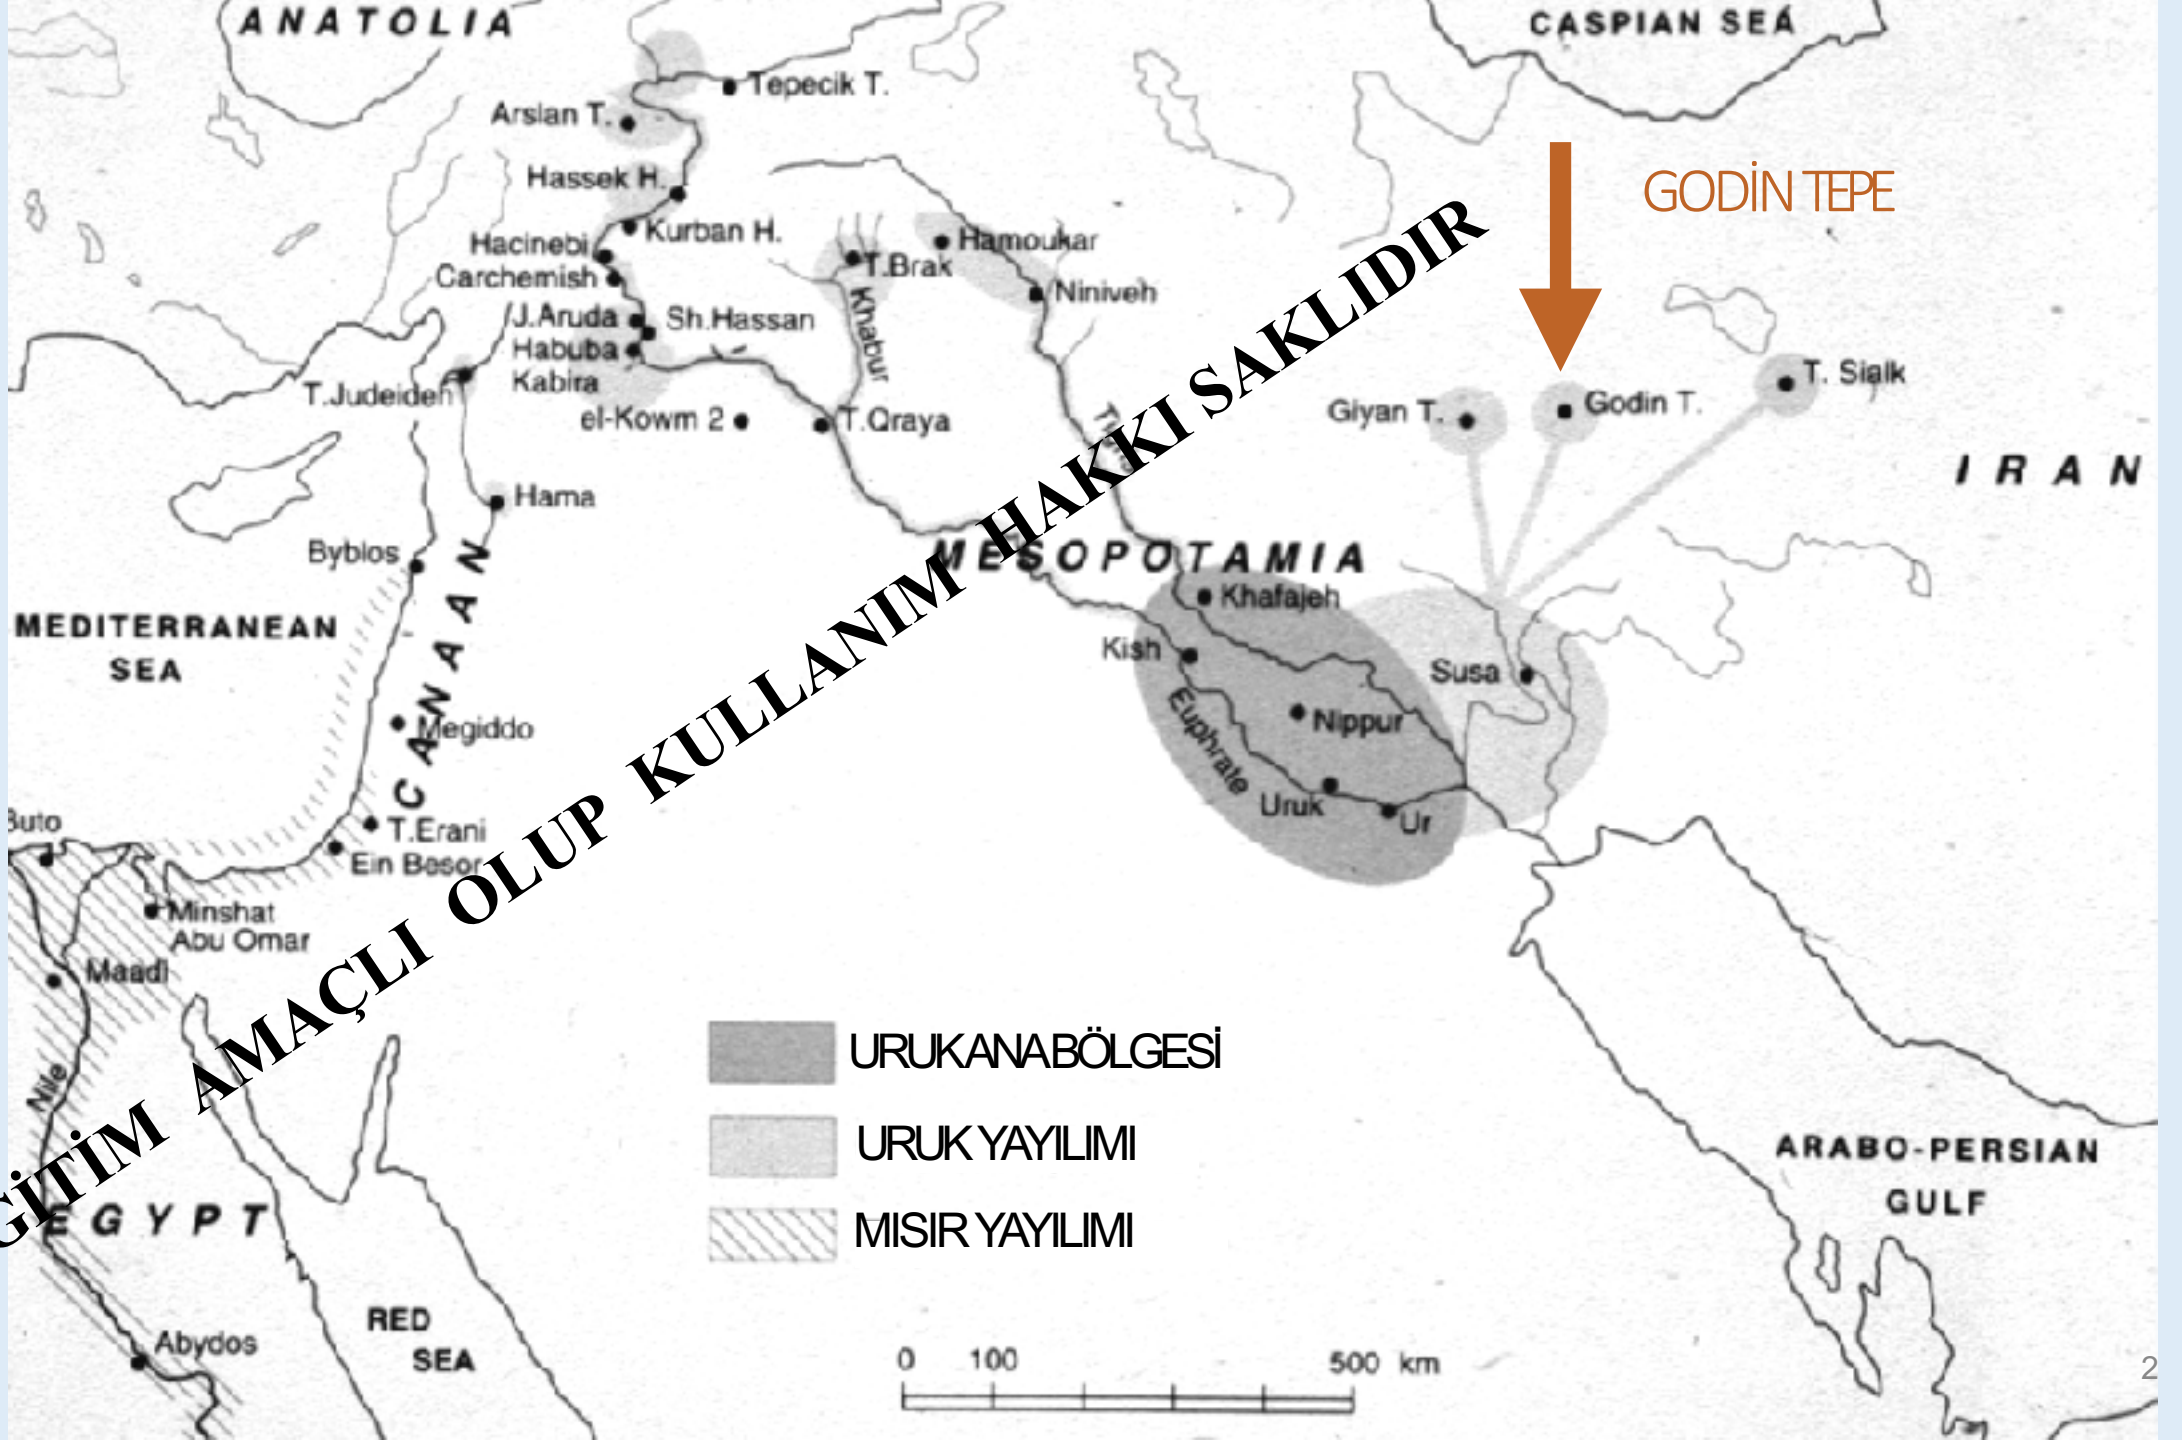 ANATOLIA
CASPIAN SEA
Tepecik T.
Arslan T.
GODİN TEPE
Hassek H.
Kurban H.
Hacinebi
Hamoukar
T.Brak
Carchemish
Niniveh
J.Aruda
Sh.Hassan
Khabur
Habuba
Kabira
T. Sialk
T.Judeideh
Giyan T.
Godin T.
el-Kowm 2
T.Qraya
IRAN
Hama
Byblos
MESOPOTAMIA
CANAAN
Khafajeh
MEDITERRANEAN
SEA
Kish
Susa
Euphrate
Nippur
Megiddo
Uruk
Ur
Buto
T.Erani
Ein Besor
Minshat
Abu Omar
Maadi
Nile
GİTİM AMAÇLI OLUP KULLANIM HAKKI SAKLIDIR
URUK ANA BÖLGESİ
URUK YAYILIMI
MISIR YAYILIMI
ARABO-PERSIAN
GULF
EGYPT
RED
SEA
Abydos
0 100 500 km
2